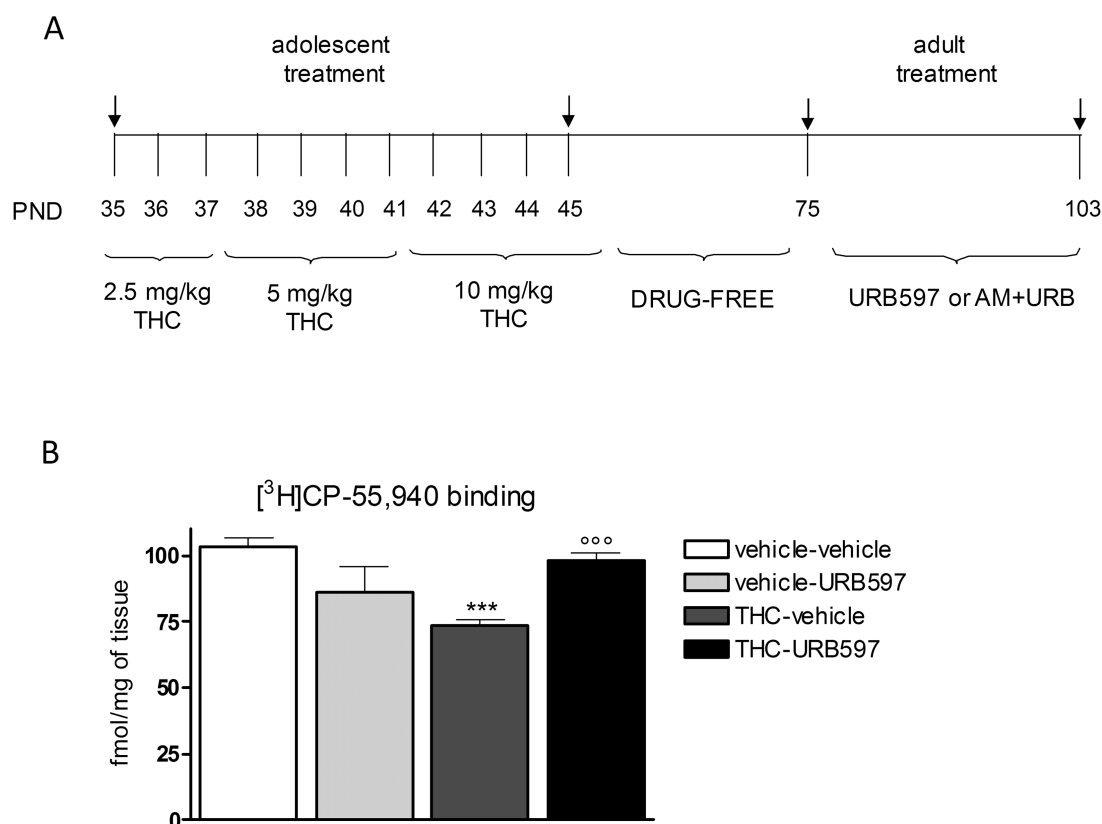 A
adolescent
treatment
adult
treatment
PND 35 36 37 38 39 40 41 42 43 44 45 75 103
2.5 mg/kg
THC
5 mg/kg
THC
10 mg/kg
THC
DRUG-FREE
URB597 or AM+URB
B
[³H]CP-55,940 binding
fmol/mg of tissue
100
75
50
25
0
***
°°°
vehicle-vehicle
vehicle-URB597
THC-vehicle
THC-URB597